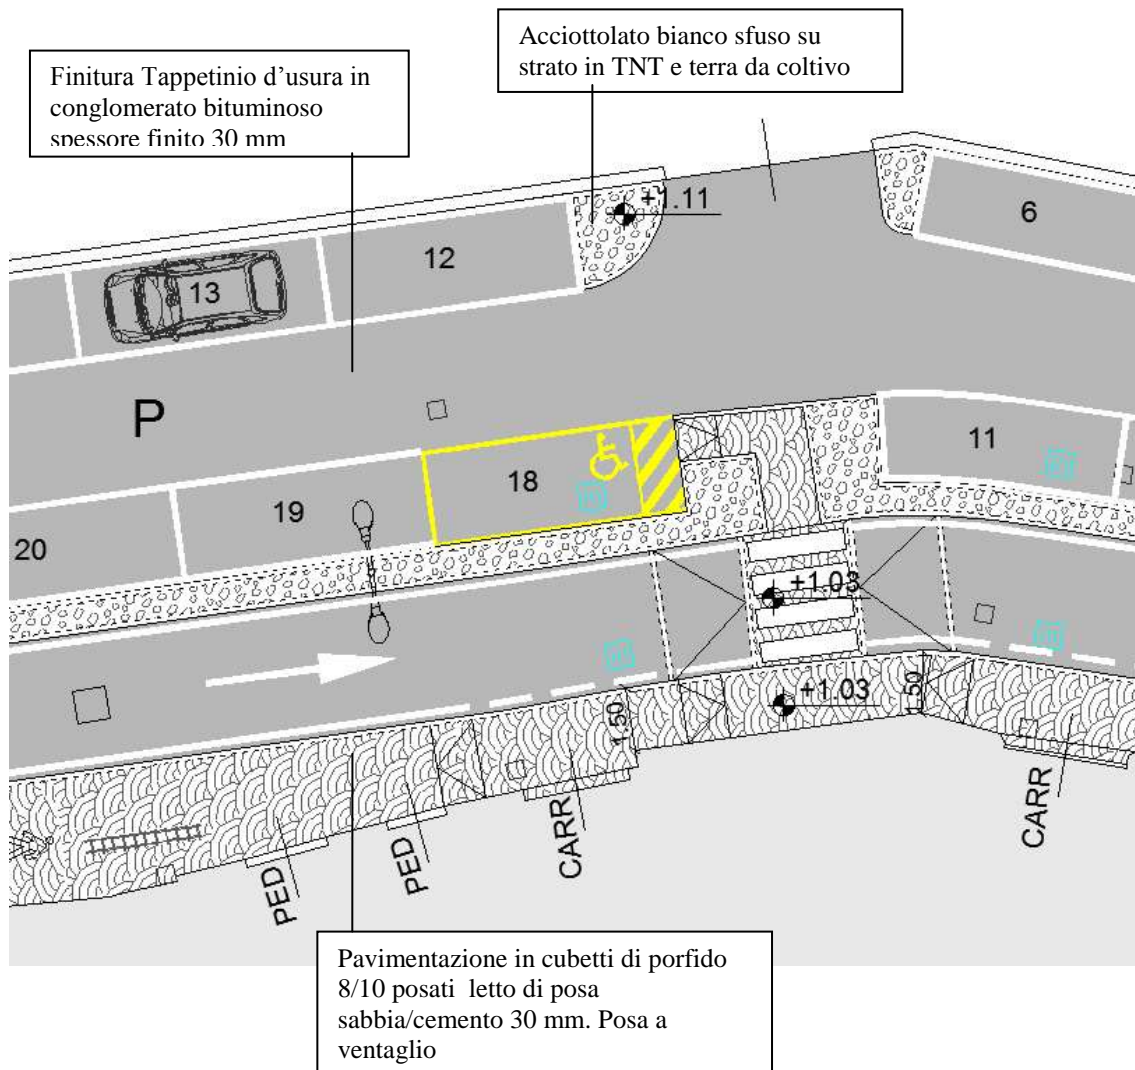 Acciottolato bianco sfuso su
strato in TNT e terra da coltivo
Finitura Tappetinio d'usura in
conglomerato bituminoso
spessore finito 30 mm
+1.11
6
12
13
P
11
18
19
20
+1.03
+1.03
1.50
1.50
PED
PED
CARR
CARR
Pavimentazione in cubetti di porfido
8/10 posati letto di posa
sabbia/cemento 30 mm. Posa a
ventaglio